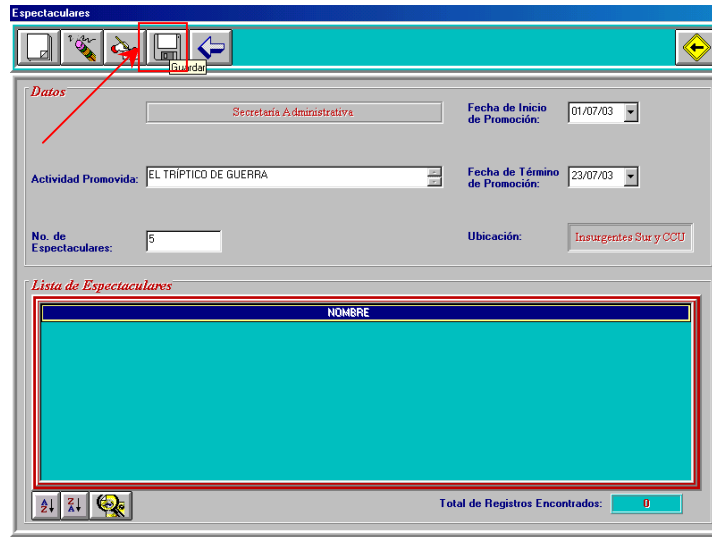 Espectaculares
Guardar
Datos
Secretaría Administrativa
Fecha de Inicio
de Promoción:
01/07/03
Actividad Promovida:
EL TRÍPTICO DE GUERRA
Fecha de Término
de Promoción:
23/07/03
No. de
Espectaculares:
5
Ubicación:
Insurgentes Sur y CCU
Lista de Espectaculares
NOMBRE
A
Z
Z
A
Total de Registros Encontrados:
0